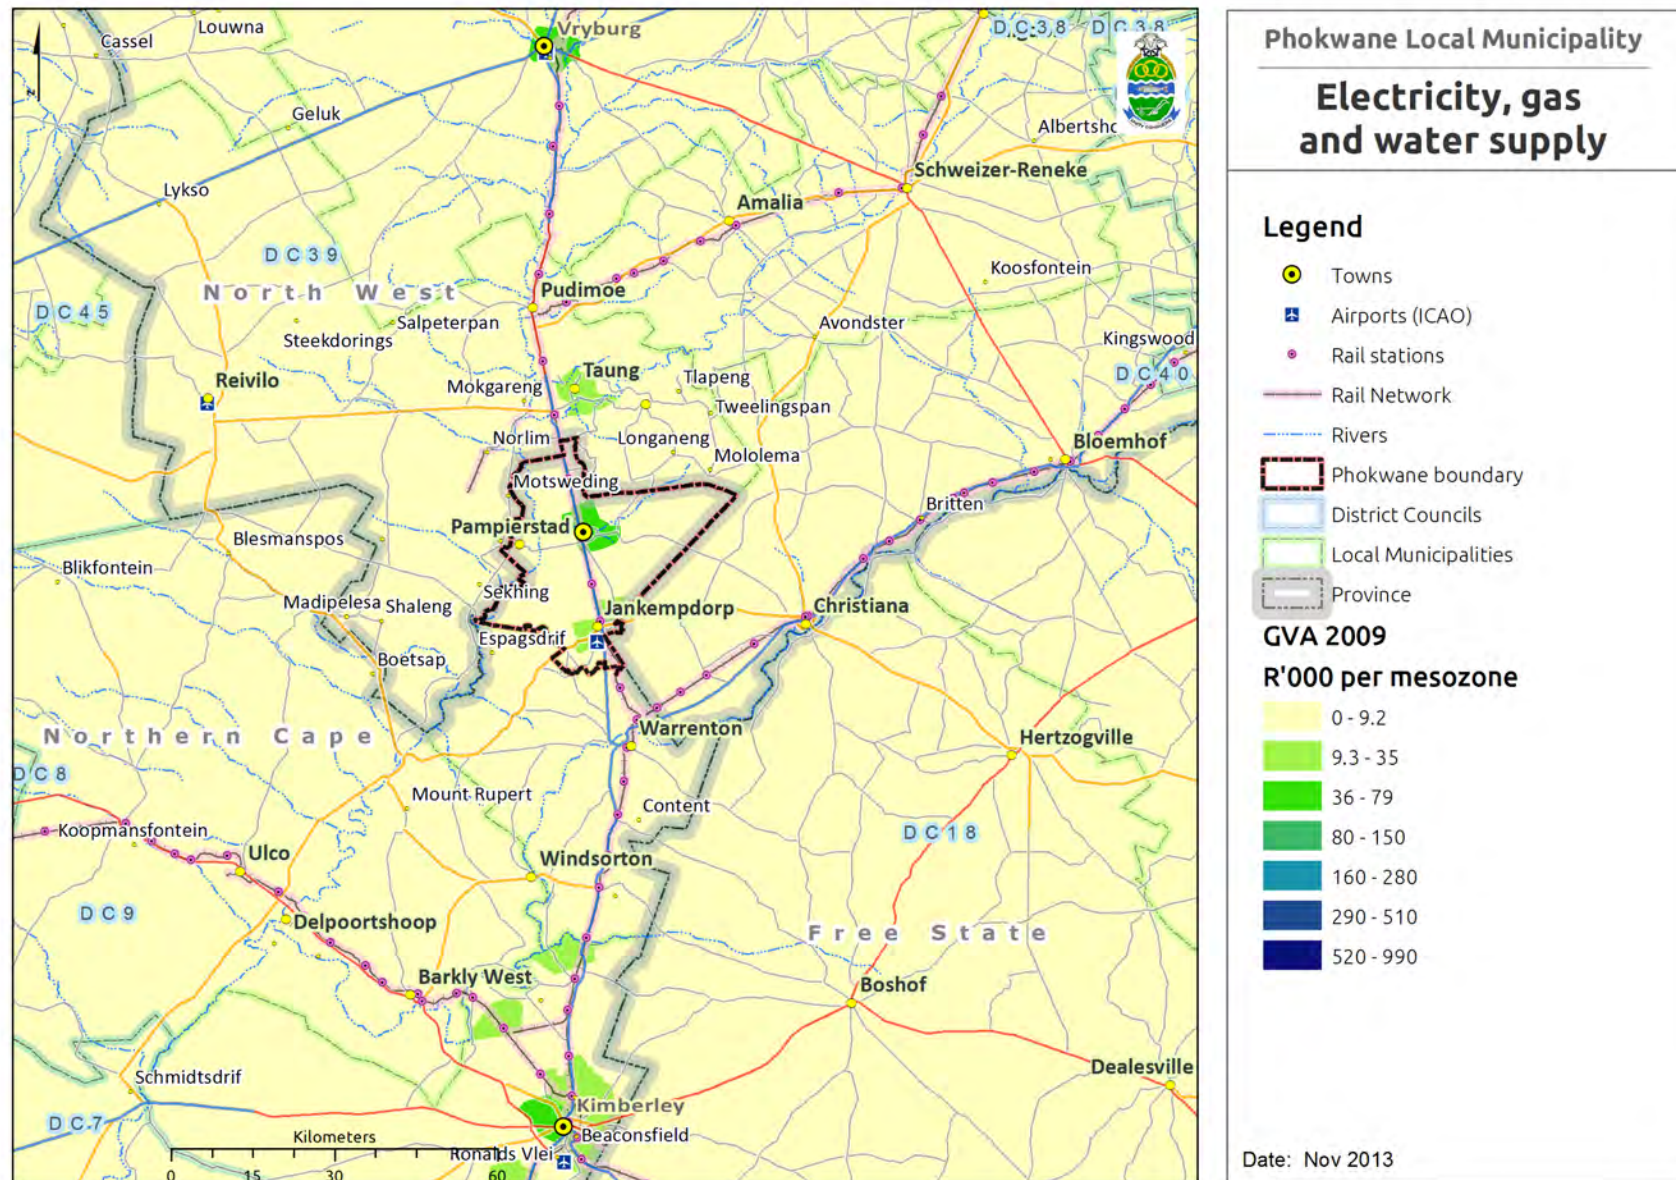 Louwna
Cassel
Vryburg
DC38
DC38
Geluk
Albertsho
Lykso
Schweizer-Reneke
Amalia
DC39
North West
Koosfontein
Pudimoe
DC45
Salpeterpan
Avondster
Steekdorings
Kingswood
Reivilo
Mokgareng
Taung
Tlapeng
DC40
Tweelingspan
Norlim
Longaneng
Bloemhof
Mololema
Motsweding
Britten
Pampierstad
Blesmanspos
Blikfontein
Sekhing
Madipelesa
Shaleng
Jankempdorp
Christiana
Espagsdrif
Boetsap
Northern Cape
Warrenton
Hertzogville
DC8
Mount Rupert
Content
Koopmansfontein
DC18
Ulco
Windsorton
DC9
Delpoortshoop
Free State
Barkly West
Boshof
Dealesville
Schmidtsdrif
Kimberley
DC7
Beaconsfield
Kilometers
Ronalds Vlei
0 15 30 60
z
Phokwane Local Municipality
Electricity, gas
and water supply
Legend
Towns
Airports (ICAO)
Rail stations
Rail Network
Rivers
Phokwane boundary
District Councils
Local Municipalities
Province
GVA 2009
R'000 per mesozone
0 - 9.2
9.3 - 35
36 - 79
80 - 150
160 - 280
290 - 510
520 - 990
Date: Nov 2013